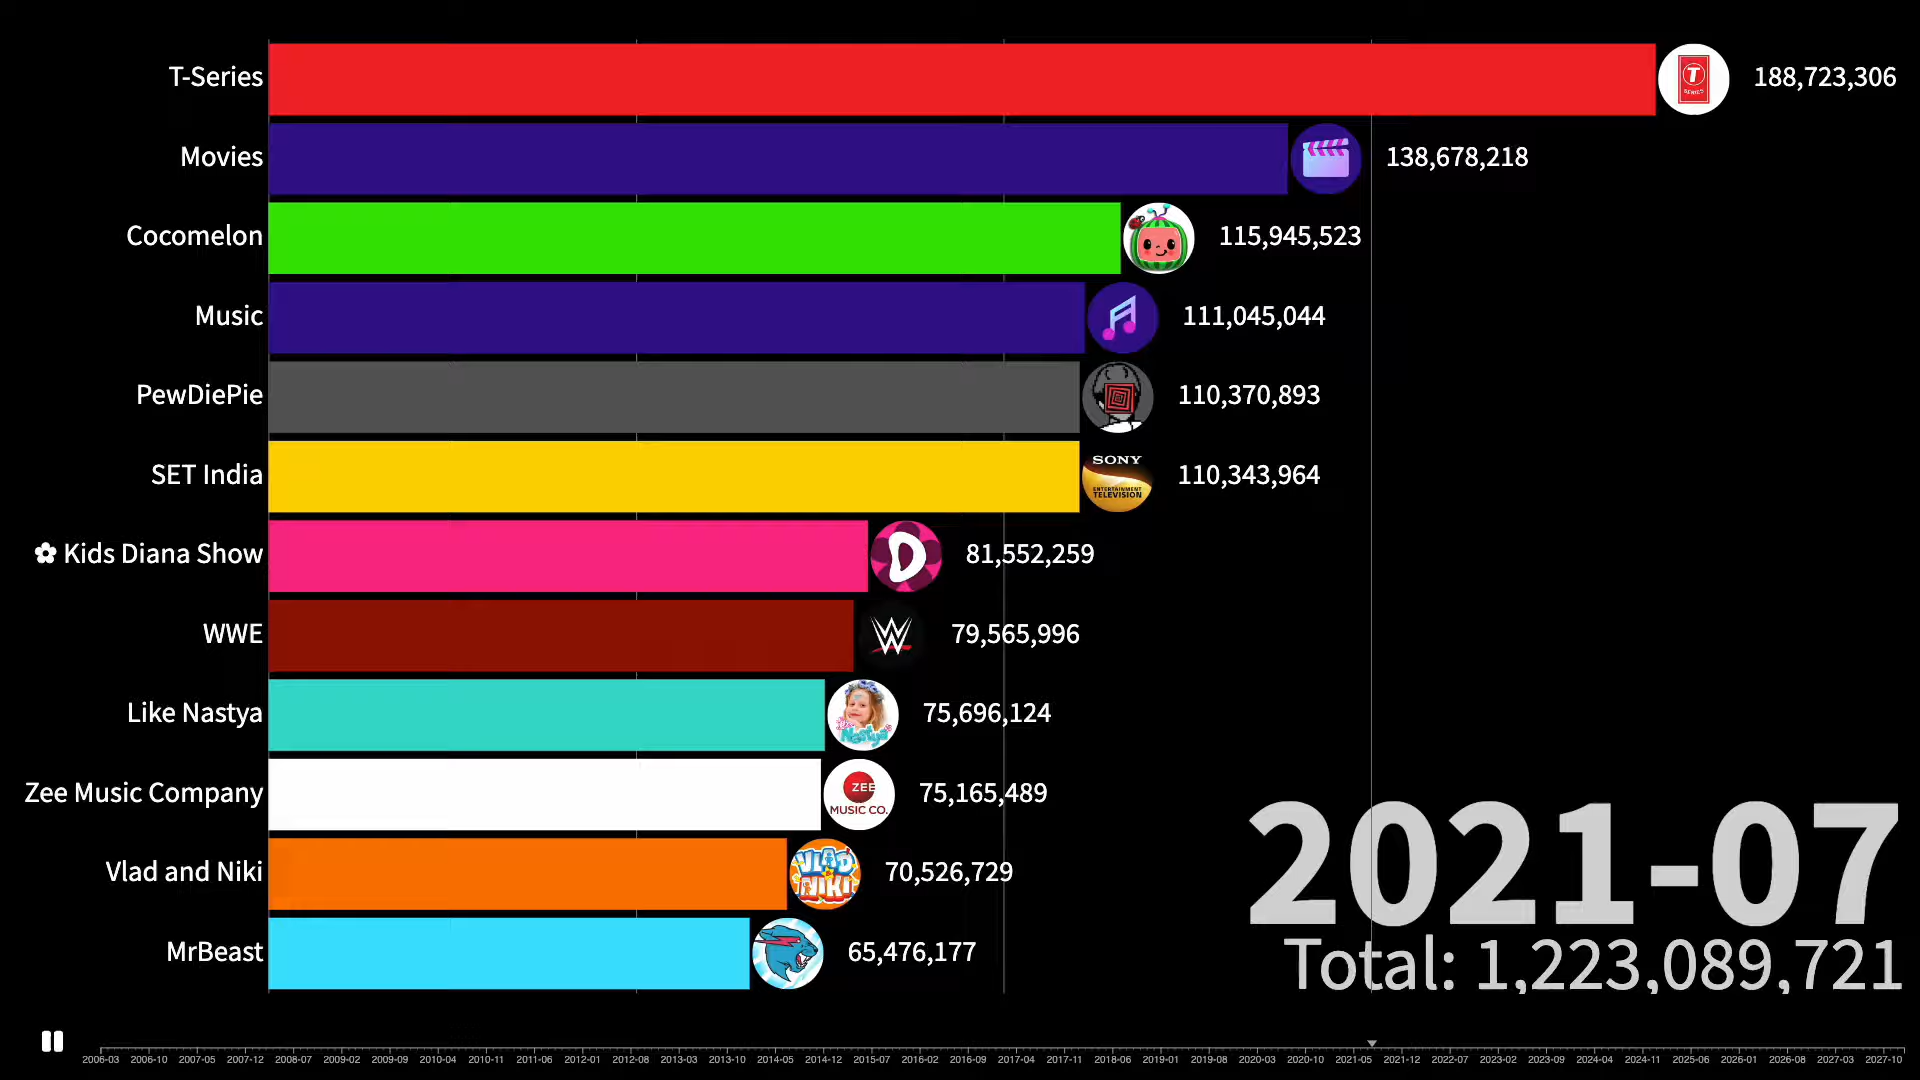 T-Series
T SERIES
188,723,306
Movies
138,678,218
Cocomelon
115,945,523
Music
111,045,044
PewDiePie
110,370,893
SET India
SONY
ENTERTAINMENT
TELEVISION
110,343,964
✿ Kids Diana Show
D
81,552,259
WWE
W
79,565,996
Like Nastya
Like
Nastya
75,696,124
Zee Music Company
ZEE
MUSIC CO.
75,165,489
Vlad and Niki
VLAD
NIKI
70,526,729
MrBeast
65,476,177
2021-07
Total: 1,223,089,721
2006-03 2006-10 2007-05 2007-12 2008-07 2009-02 2009-09 2010-04 2010-11 2011-06 2012-01 2012-08 2013-03 2013-10 2014-05 2014-12 2015-07 2016-02 2016-09 2017-04 2017-11 2018-06 2019-01 2019-08 2020-03 2020-10 2021-05 2021-12 2022-07 2023-02 2023-09 2024-04 2024-11 2025-06 2026-01 2026-08 2027-03 2027-10